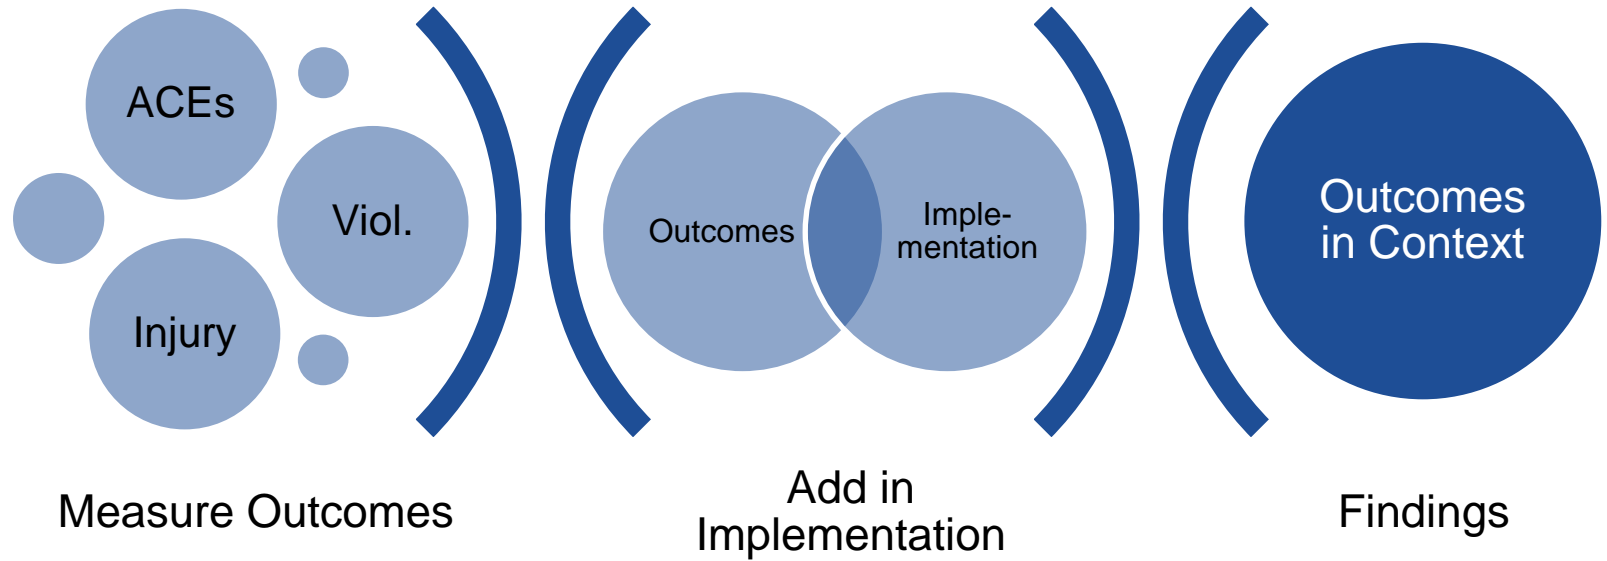 ACEs
Viol.
Injury
Measure Outcomes
Outcomes
Imple-
mentation
Add in
Implementation
Outcomes
in Context
Findings